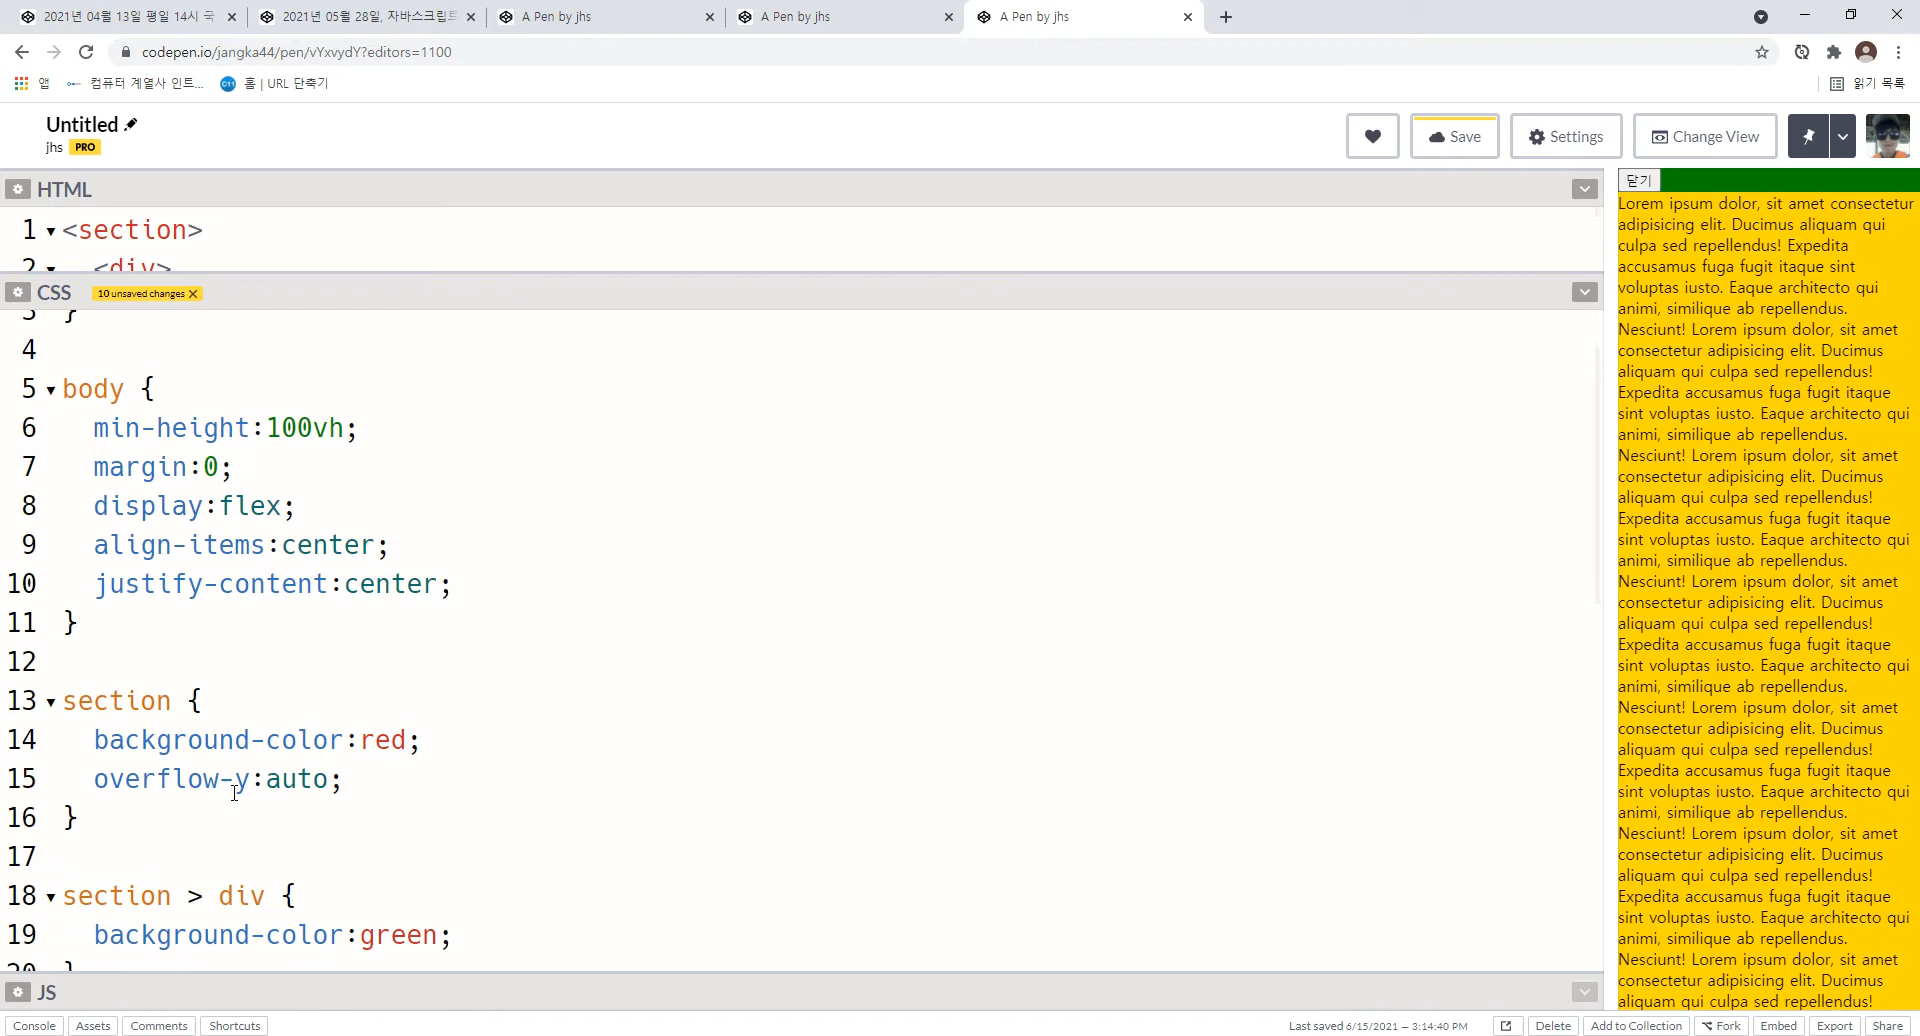 2021년 04월 13일 평일 14시 국
2021년 05월 28일, 자바스크립트
A Pen by jhs
A Pen by jhs
A Pen by jhs
codepen.io/jangka44/pen/vYxvydY?editors=1100
앱
컴퓨터 계열사 인트...
홈 | URL 단축기
읽기 목록
Untitled
jhs PRO
Save
Settings
Change View
HTML
1 <section>
2 <div>
CSS 10 unsaved changes
3 }
4
5 body {
6 min-height:100vh;
7 margin:0;
8 display:flex;
9 align-items:center;
10 justify-content:center;
11 }
12
13 section {
14 background-color:red;
15 overflow-y:auto;
16 }
17
18 section > div {
19 background-color:green;
20 }
JS
닫기
Lorem ipsum dolor, sit amet consectetur
adipisicing elit. Ducimus aliquam qui
culpa sed repellendus! Expedita
accusamus fuga fugit itaque sint
voluptas iusto. Eaque architecto qui
animi, similique ab repellendus.
Nesciunt! Lorem ipsum dolor, sit amet
consectetur adipisicing elit. Ducimus
aliquam qui culpa sed repellendus!
Expedita accusamus fuga fugit itaque
sint voluptas iusto. Eaque architecto qui
animi, similique ab repellendus.
Nesciunt! Lorem ipsum dolor, sit amet
consectetur adipisicing elit. Ducimus
aliquam qui culpa sed repellendus!
Expedita accusamus fuga fugit itaque
sint voluptas iusto. Eaque architecto qui
animi, similique ab repellendus.
Nesciunt! Lorem ipsum dolor, sit amet
consectetur adipisicing elit. Ducimus
aliquam qui culpa sed repellendus!
Expedita accusamus fuga fugit itaque
sint voluptas iusto. Eaque architecto qui
animi, similique ab repellendus.
Nesciunt! Lorem ipsum dolor, sit amet
consectetur adipisicing elit. Ducimus
aliquam qui culpa sed repellendus!
Expedita accusamus fuga fugit itaque
sint voluptas iusto. Eaque architecto qui
animi, similique ab repellendus.
Nesciunt! Lorem ipsum dolor, sit amet
consectetur adipisicing elit. Ducimus
aliquam qui culpa sed repellendus!
Expedita accusamus fuga fugit itaque
sint voluptas iusto. Eaque architecto qui
animi, similique ab repellendus.
Nesciunt! Lorem ipsum dolor, sit amet
consectetur adipisicing elit. Ducimus
aliquam qui culpa sed repellendus!
Console
Assets
Comments
Shortcuts
Last saved 6/15/2021 — 3:14:40 PM
Delete
Add to Collection
Fork
Embed
Export
Share